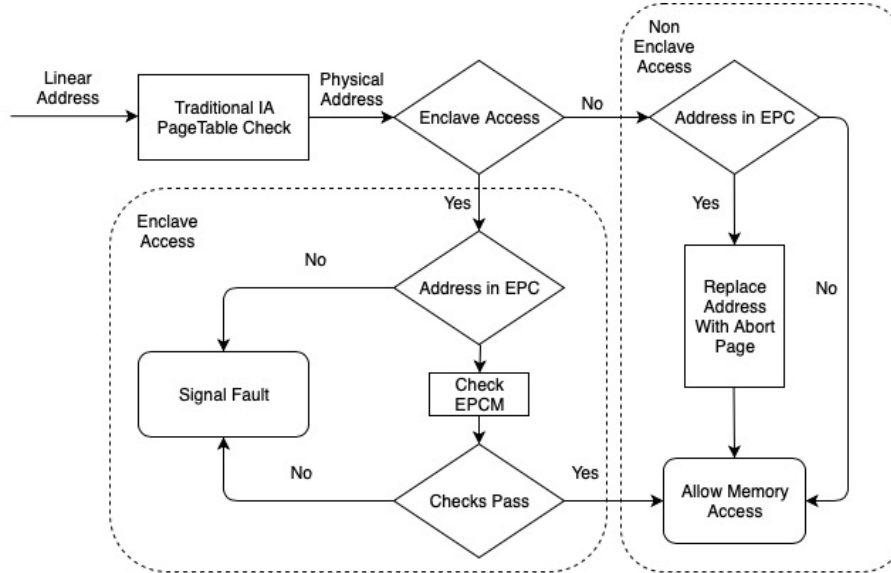 Non
Enclave
Access
Linear
Address
Traditional IA
PageTable Check
Physical
Address
Enclave Access
No
Address in EPC
Yes
Yes
Enclave
Access
No
Address in EPC
Replace
Address
With Abort
Page
No
Signal Fault
Check
EPCM
No
Checks Pass
Yes
Allow Memory
Access
No